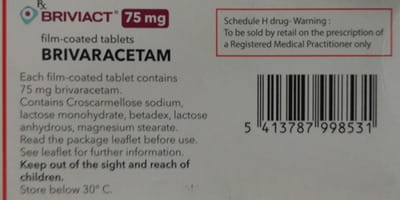 Rx
BRIVIACT® 75 mg
film-coated tablets
BRIVARACETAM
Each film-coated tablet contains
75 mg brivaracetam.
Contains Croscarmellose sodium,
lactose monohydrate, betadex, lactose
anhydrous, magnesium stearate.
Read the package leaflet before use.
See leaflet for further information.
Keep out of the sight and reach of
children.
Store below 30° C.
Schedule H drug- Warning :
To be sold by retail on the prescription of
a Registered Medical Practitioner only
5 413787 998531